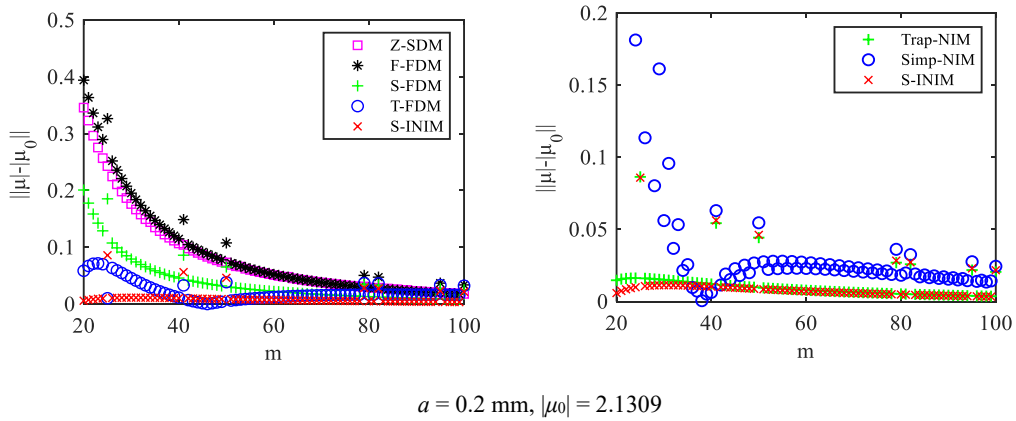 0.5
0.4
0.3
0.2
0.1
0
20
40
60
80
100
m
||μ|-|μ0||
Z-SDM
F-FDM
S-FDM
T-FDM
S-INIM
0.2
0.15
0.1
0.05
0
20
40
60
80
100
m
||μ|-|μ0||
Trap-NIM
Simp-NIM
S-INIM
a = 0.2 mm, |μ0| = 2.1309